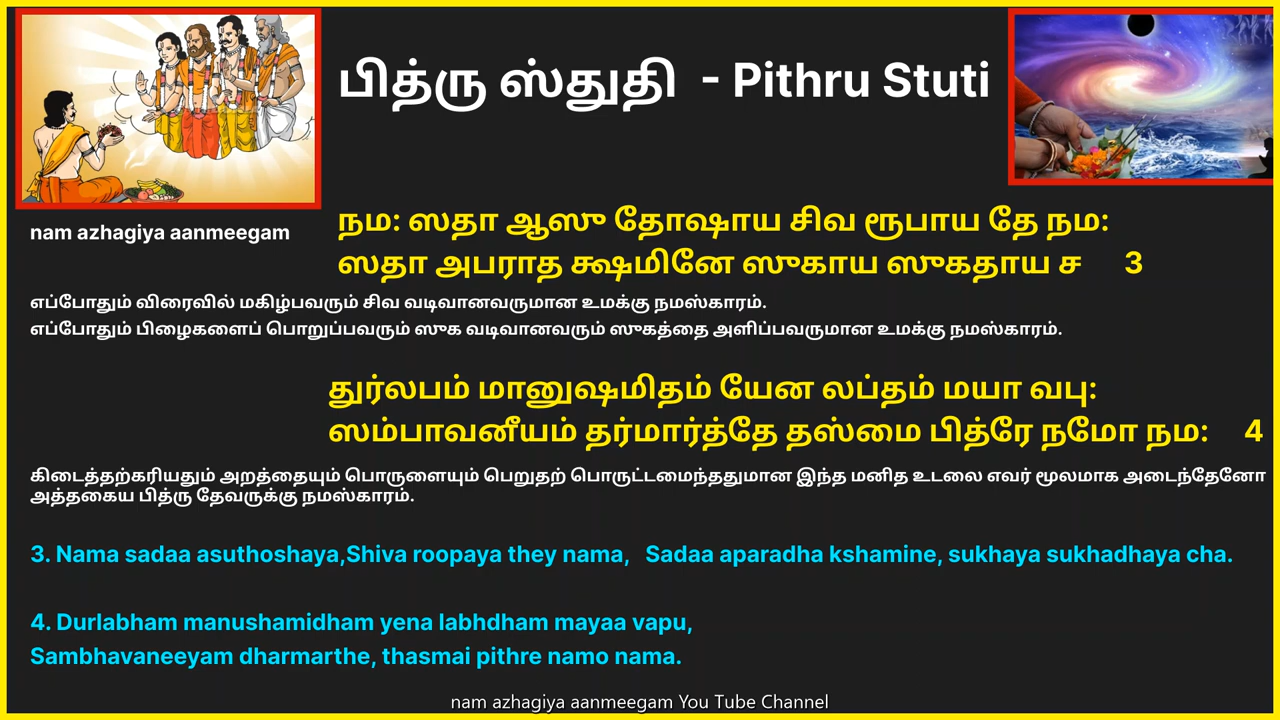 பித்ரு ஸ்துதி - Pithru Stuti
nam azhagiya aanmeegam
நம: ஸதா ஆஸு தோஷாய சிவ ரூபாய தே நம:
ஸதா அபராத க்ஷமினே ஸுகாய ஸுகதாய ச 3
எப்போதும் விரைவில் மகிழ்பவரும் சிவ வடிவானவருமான உமக்கு நமஸ்காரம்.
எப்போதும் பிழைகளைப் பொறுப்பவரும் ஸுக வடிவானவரும் ஸுகத்தை அளிப்பவருமான உமக்கு நமஸ்காரம்.
துர்லபம் மானுஷமிதம் யேன லப்தம் மயா வபு:
ஸம்பாவனீயம் தர்மார்த்தே தஸ்மை பித்ரே நமோ நம: 4
கிடைத்தற்கரியதும் அறத்தையும் பொருளையும் பெறுதற் பொருட்டமைந்ததுமான இந்த மனித உடலை எவர் மூலமாக அடைந்தேனோ
அத்தகைய பித்ரு தேவருக்கு நமஸ்காரம்.
3. Nama sadaa asuthoshaya,Shiva roopaya they nama, Sadaa aparadha kshamine, sukhaya sukhadhaya cha.
4. Durlabham manushamidham yena labhdham mayaa vapu,
Sambhavaneeyam dharmarthe, thasmai pithre namo nama.
nam azhagiya aanmeegam You Tube Channel